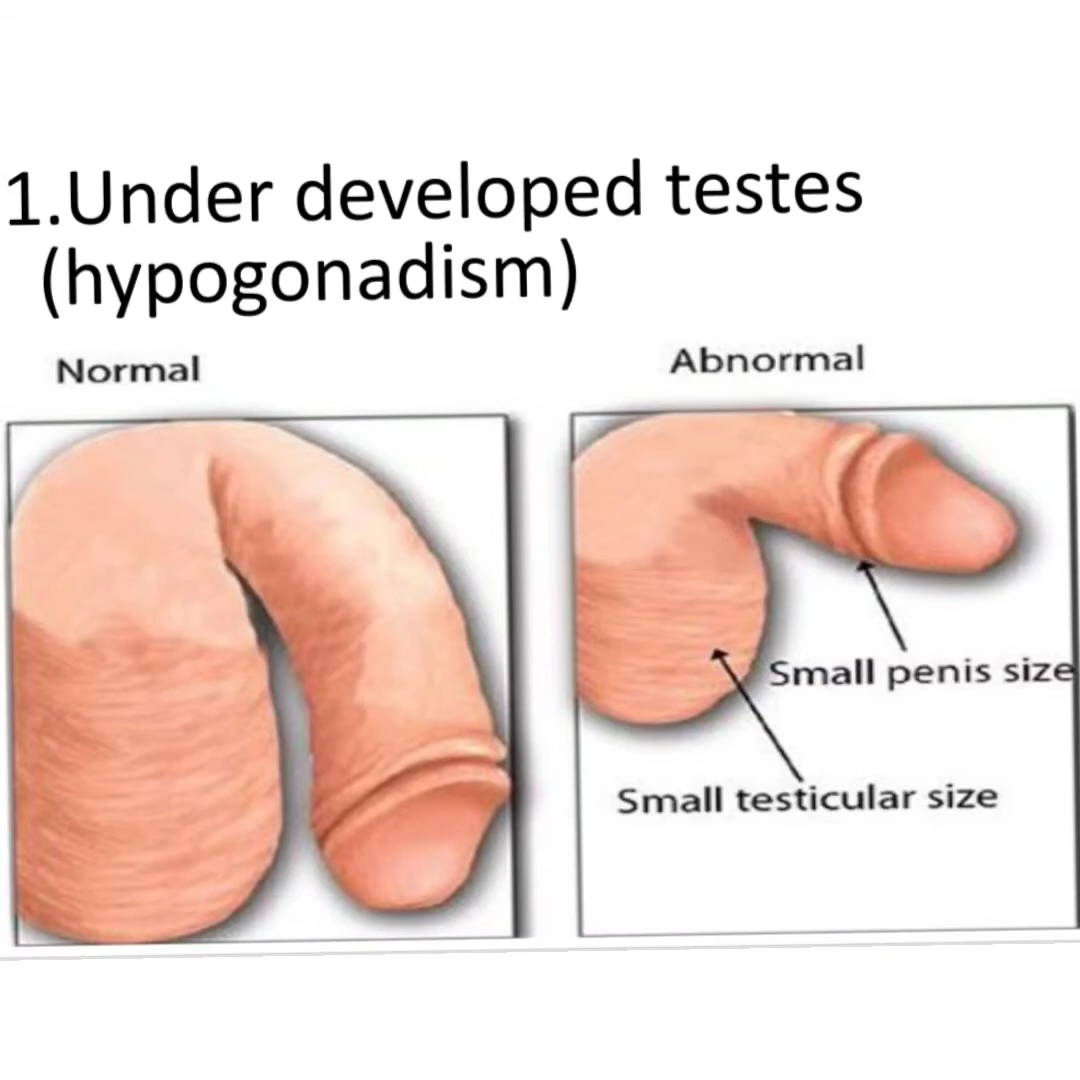 1.Under developed testes
(hypogonadism)
Normal
Abnormal
Small penis size
Small testicular size